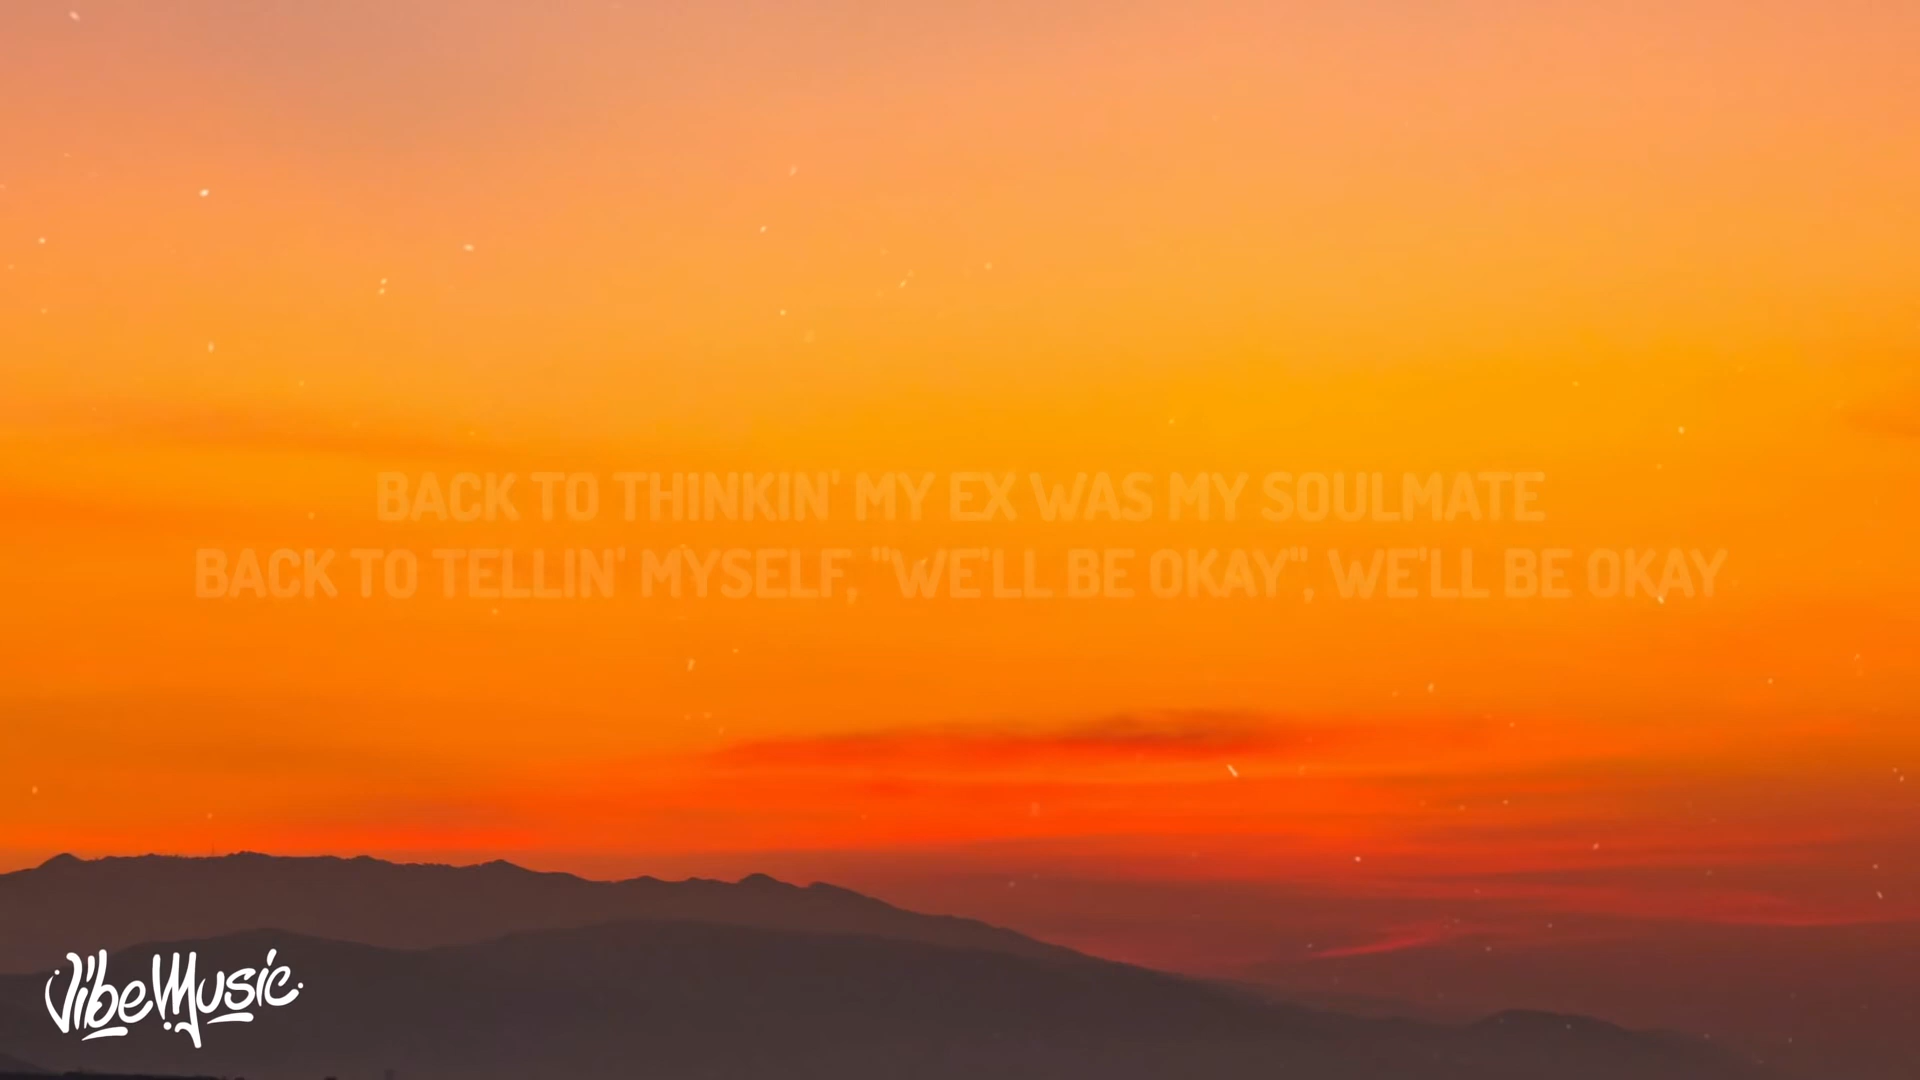 BACK TO THINKIN' MY EX WAS MY SOULMATE
BACK TO TELLIN' MYSELF, "WE'LL BE OKAY", WE'LL BE OKAY
VibeMusic.